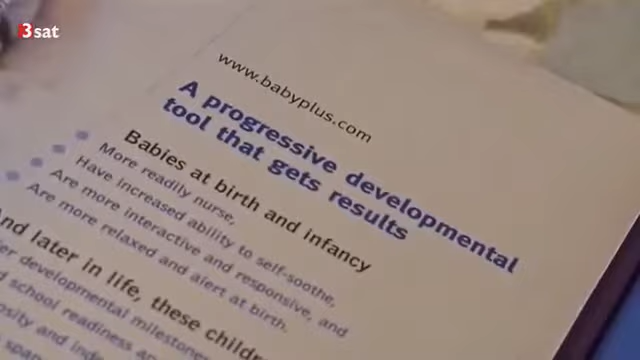 3sat
www.babyplus.com
A progressive developmental
tool that gets results
Babies at birth and infancy
More readily nurse,
Have increased ability to self-soothe,
Are more interactive and responsive, and
Are more relaxed and alert at birth.
And later in life, these
developmental milestones
school readiness
and
span